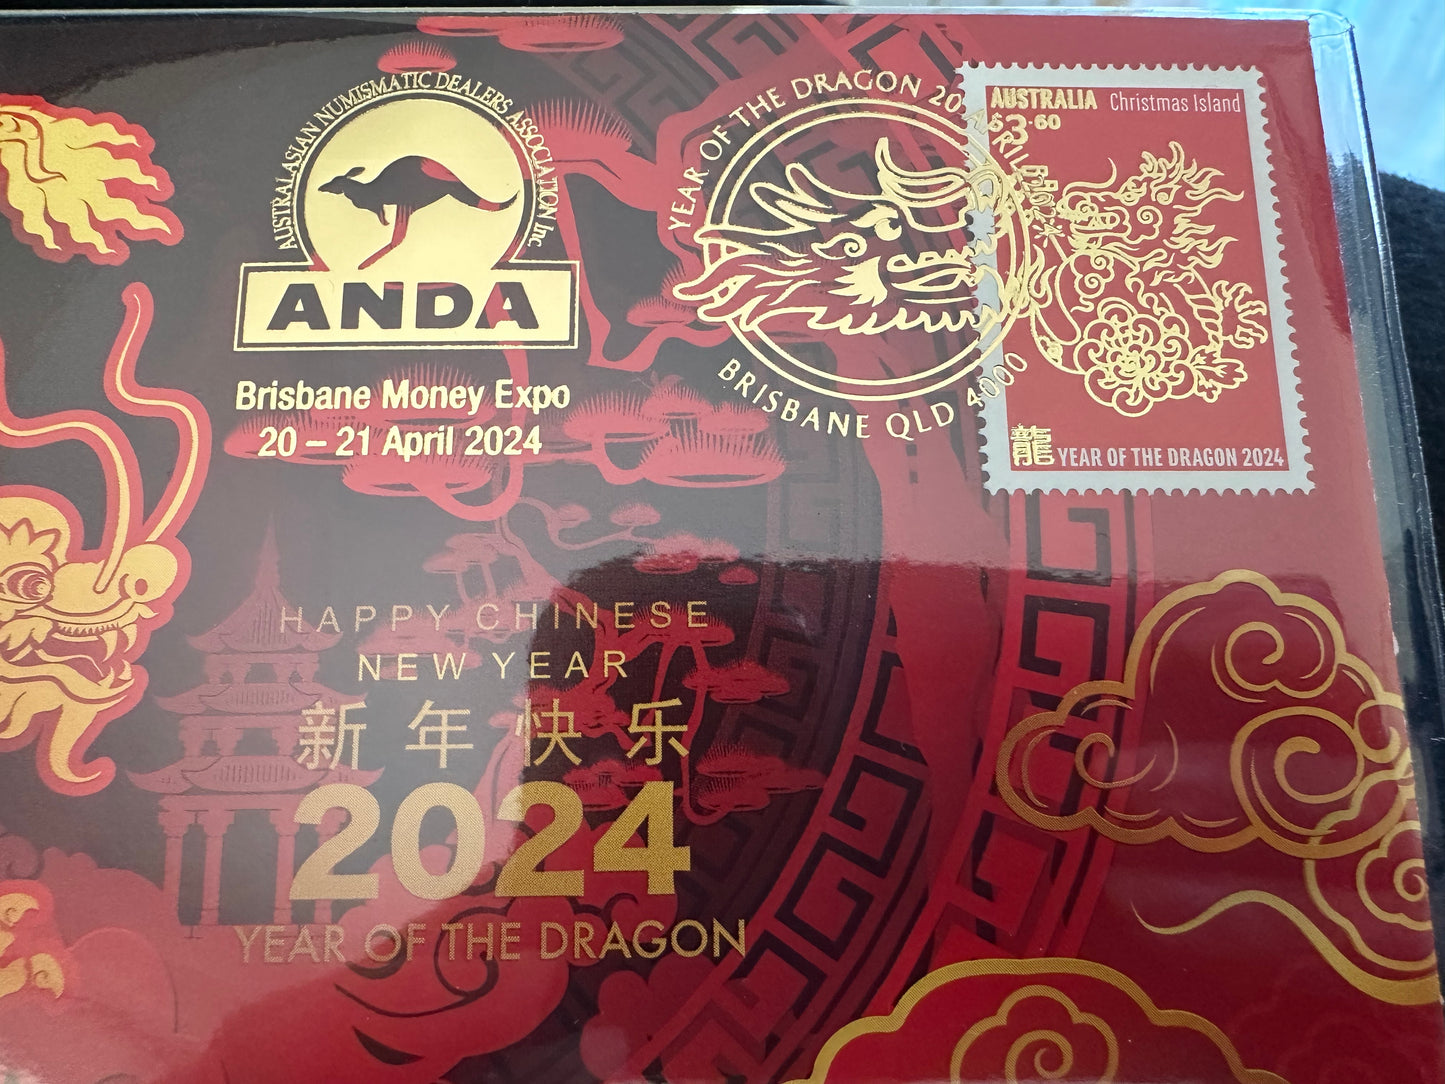 AUSTRALASIAN NUMISMATIC DEALERS ASSOCIATION Inc
ANDA
Brisbane Money Expo
20 – 21 April 2024
YEAR OF THE DRAGON
BRISBANE QLD 4000
AUSTRALIA Christmas Island
$3.60
龍 YEAR OF THE DRAGON 2024
HAPPY CHINESE
NEW YEAR
新年快乐
2024
YEAR OF THE DRAGON